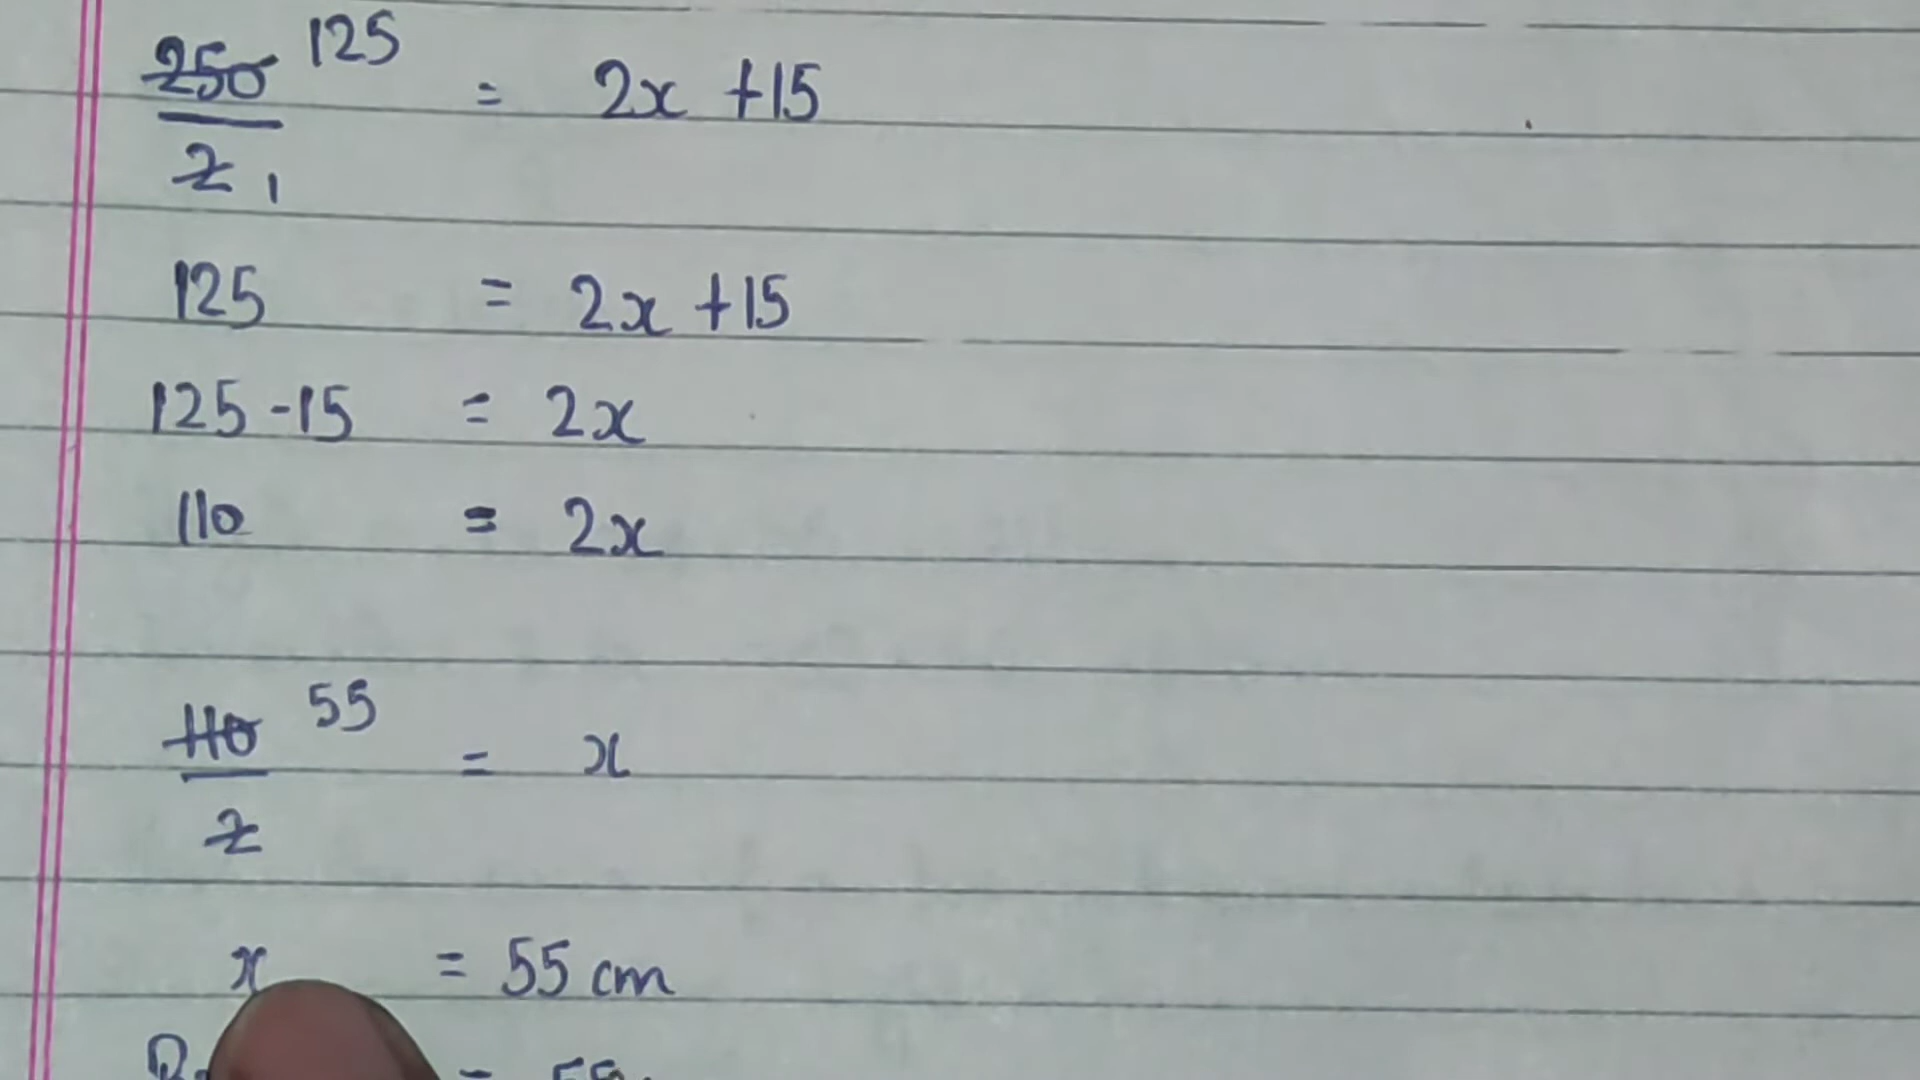 250 125
— = 2x +15
2 1
125 = 2x +15
125 -15 = 2x
110 = 2x
110 55
— = x
2
x = 55 cm